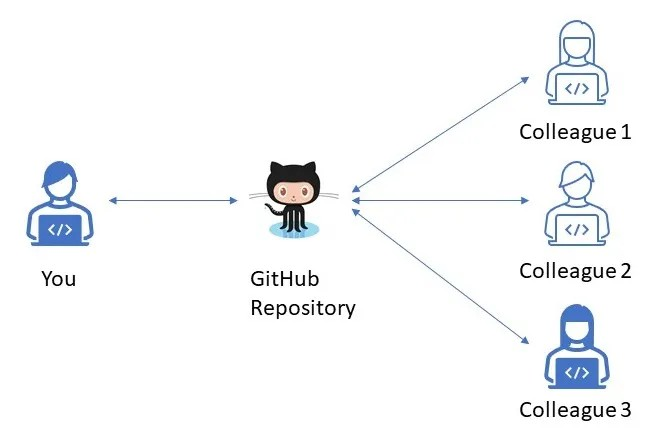 You
</>
GitHub
Repository
</>
Colleague 1
</>
Colleague 2
</>
Colleague 3
</>